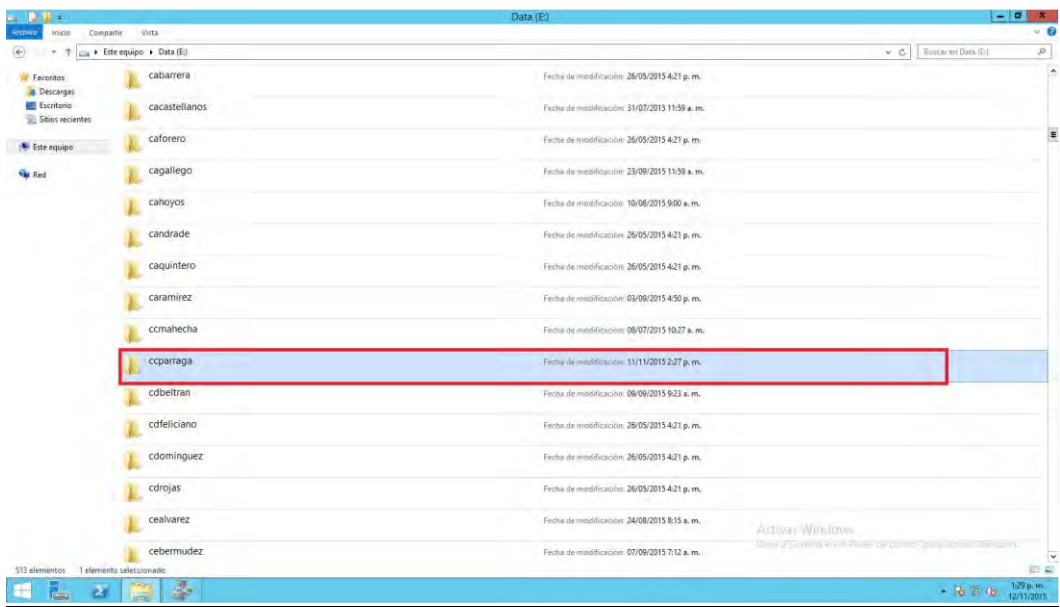 Data (E:)
Archivo Inicio Compartir Vista
Este equipo ▸ Data (E:)
Buscar en Data (E:)
Favoritos
Descargas
Escritorio
Sitios recientes
Este equipo
Red
cabarrera Fecha de modificación: 26/05/2015 4:21 p. m.
cacastellanos Fecha de modificación: 31/07/2015 11:59 a. m.
caforero Fecha de modificación: 26/05/2015 4:21 p. m.
cagallego Fecha de modificación: 23/09/2015 11:59 a. m.
cahoyos Fecha de modificación: 10/08/2015 9:00 a. m.
candrade Fecha de modificación: 26/05/2015 4:21 p. m.
caquintero Fecha de modificación: 26/05/2015 4:21 p. m.
caramirez Fecha de modificación: 03/09/2015 4:50 p. m.
ccmahecha Fecha de modificación: 08/07/2015 10:27 a. m.
ccparraga Fecha de modificación: 11/11/2015 2:27 p. m.
cdbeltran Fecha de modificación: 09/09/2015 9:23 a. m.
cdfeliciano Fecha de modificación: 26/05/2015 4:21 p. m.
cdominguez Fecha de modificación: 26/05/2015 4:21 p. m.
cdrojas Fecha de modificación: 26/05/2015 4:21 p. m.
cealvarez Fecha de modificación: 24/08/2015 8:15 a. m.
cebermudez Fecha de modificación: 07/09/2015 7:12 a. m.
Activar Windows
513 elementos 1 elemento seleccionado
1:29 p. m.
12/11/2015